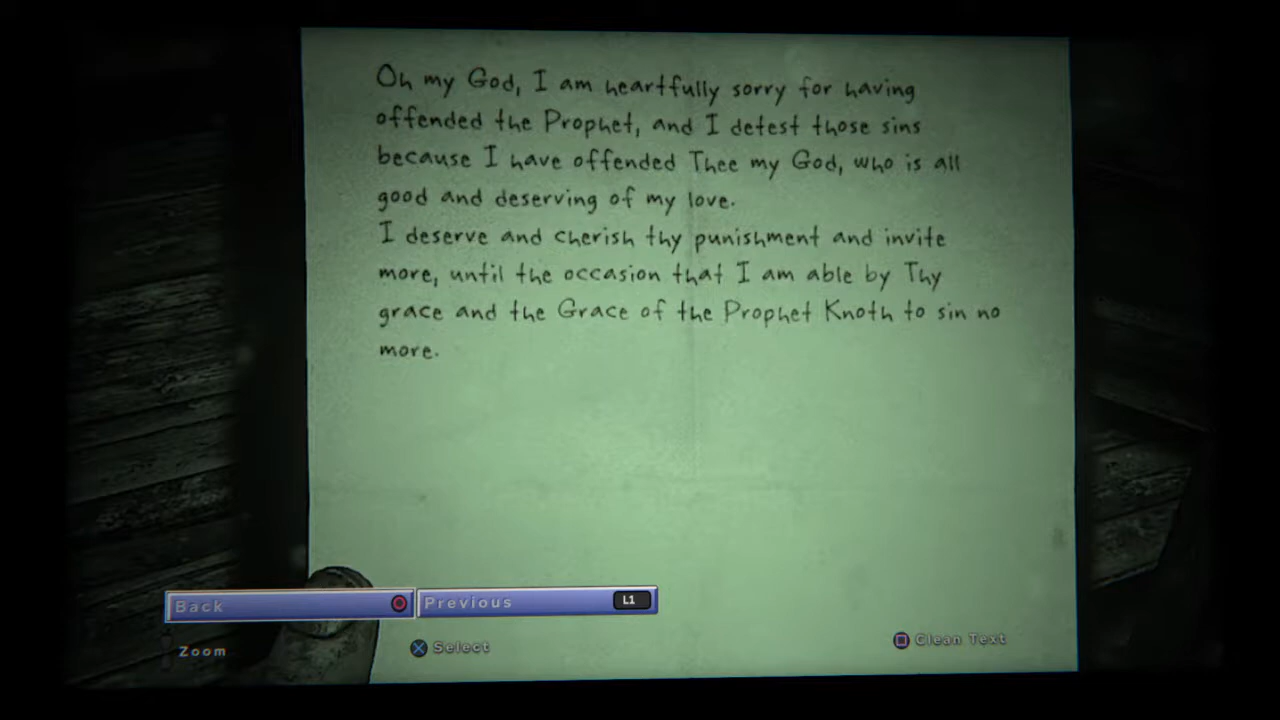 Oh my God, I am heartfully sorry for having
offended the Prophet, and I detest those sins
because I have offended Thee my God, who is all
good and deserving of my love.
I deserve and cherish thy punishment and invite
more, until the occasion that I am able by Thy
grace and the Grace of the Prophet Knoth to sin no
more.
Back
Previous L1
Zoom
Select
Clean Text